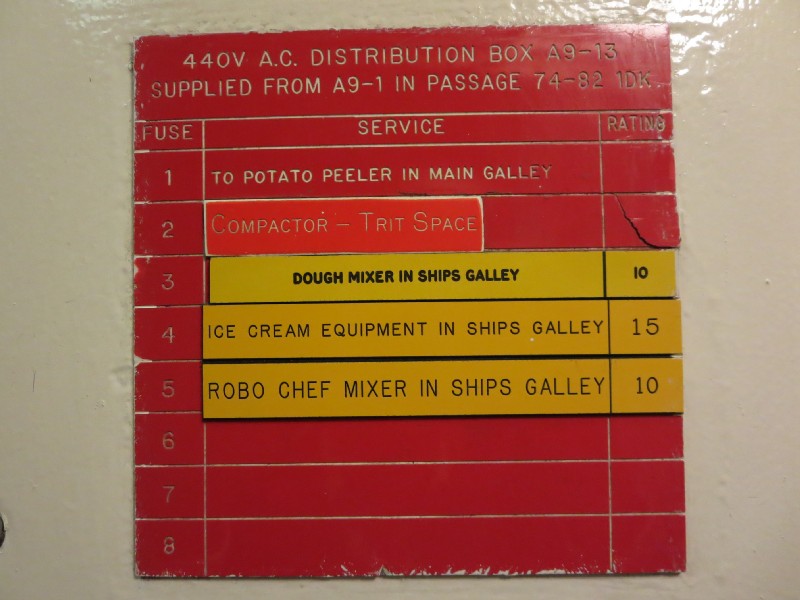 440V A.C. DISTRIBUTION BOX A9-13
SUPPLIED FROM A9-1 IN PASSAGE 74-82 1DK.
FUSE SERVICE RATING
1 TO POTATO PEELER IN MAIN GALLEY
2 COMPACTOR - TRIT SPACE
3 DOUGH MIXER IN SHIPS GALLEY 10
4 ICE CREAM EQUIPMENT IN SHIPS GALLEY 15
5 ROBO CHEF MIXER IN SHIPS GALLEY 10
6
7
8